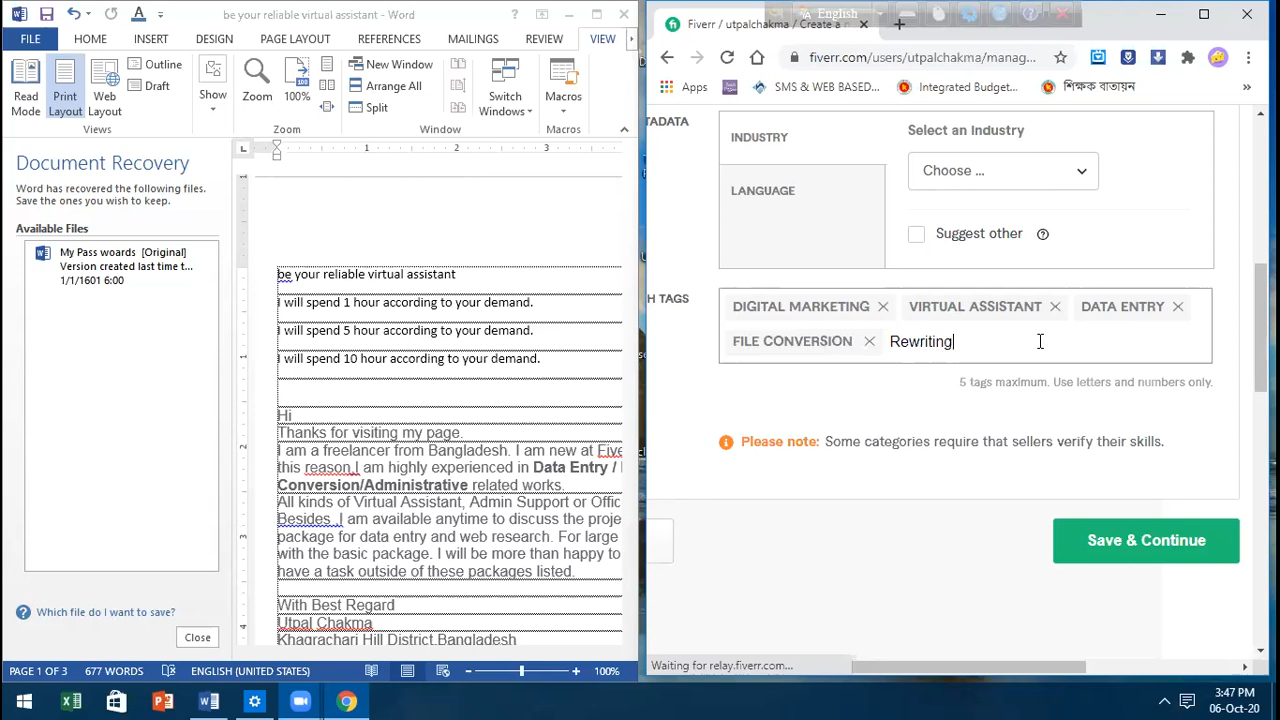 be your reliable virtual assistant - Word
FILE
HOME
INSERT
DESIGN
PAGE LAYOUT
REFERENCES
MAILINGS
REVIEW
VIEW
Read Mode
Print Layout
Web Layout
Outline
Draft
Views
Show
Zoom
100%
Zoom
New Window
Arrange All
Split
Switch Windows
Window
Macros
Macros
Document Recovery
Word has recovered the following files.
Save the ones you wish to keep.
Available Files
My Pass woards [Original]
Version created last time t...
1/1/1601 6:00
Which file do I want to save?
Close
1
2
3
be your reliable virtual assistant
I will spend 1 hour according to your demand.
I will spend 5 hour according to your demand.
I will spend 10 hour according to your demand.
Hi
Thanks for visiting my page.
I am a freelancer from Bangladesh. I am new at Five
this reason,I am highly experienced in Data Entry /
Conversion/Administrative related works.
All kinds of Virtual Assistant, Admin Support or Offic
Besides ,I am available anytime to discuss the proje
package for data entry and web research. For large
with the basic package. I will be more than happy to
have a task outside of these packages listed.
With Best Regard
Utpal Chakma
Khagrachari Hill District,Bangladesh
PAGE 1 OF 3
677 WORDS
ENGLISH (UNITED STATES)
100%
English
Fiverr / utpalchakma / Create a
fiverr.com/users/utpalchakma/manag...
Apps
SMS & WEB BASED...
Integrated Budget...
শিক্ষক বাতায়ন
TADATA
INDUSTRY
LANGUAGE
Select an Industry
Choose ...
Suggest other
H TAGS
DIGITAL MARKETING
VIRTUAL ASSISTANT
DATA ENTRY
FILE CONVERSION
Rewriting
5 tags maximum. Use letters and numbers only.
Please note: Some categories require that sellers verify their skills.
Save & Continue
Waiting for relay.fiverr.com...
3:47 PM
06-Oct-20